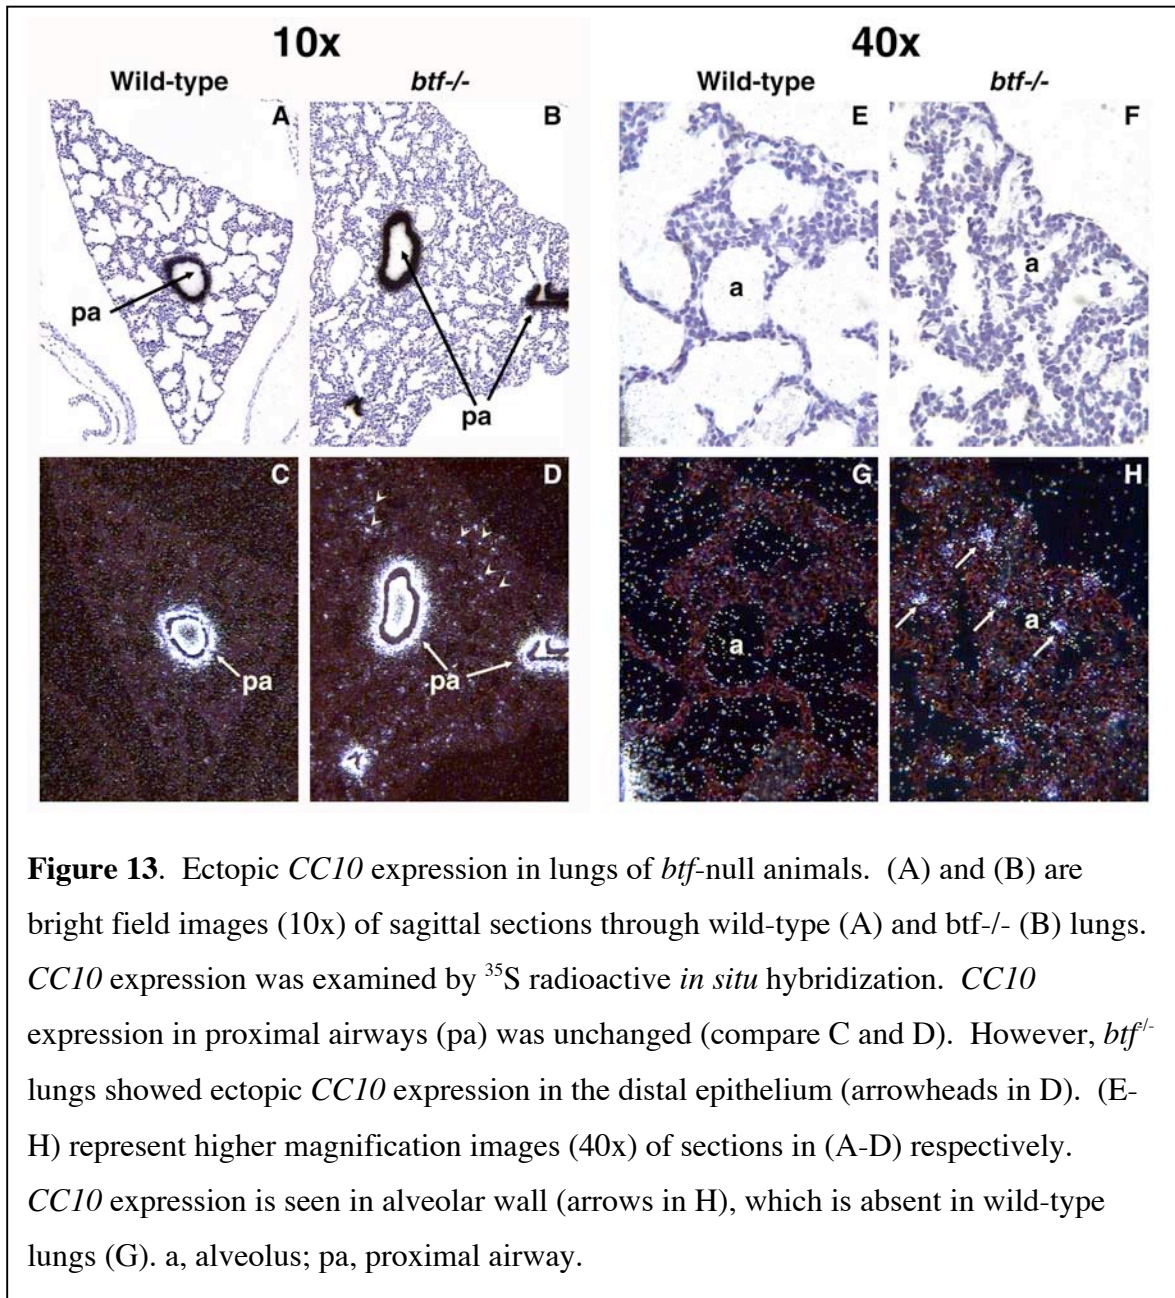 10x 40x
Wild-type btf-/- Wild-type btf-/-
A B E F
pa pa a a
C D G H
pa pa a a
Figure 13. Ectopic CC10 expression in lungs of btf-null animals. (A) and (B) are
bright field images (10x) of sagittal sections through wild-type (A) and btf-/- (B) lungs.
CC10 expression was examined by ³⁵S radioactive in situ hybridization. CC10
expression in proximal airways (pa) was unchanged (compare C and D). However, btf⁻/⁻
lungs showed ectopic CC10 expression in the distal epithelium (arrowheads in D). (E-
H) represent higher magnification images (40x) of sections in (A-D) respectively.
CC10 expression is seen in alveolar wall (arrows in H), which is absent in wild-type
lungs (G). a, alveolus; pa, proximal airway.